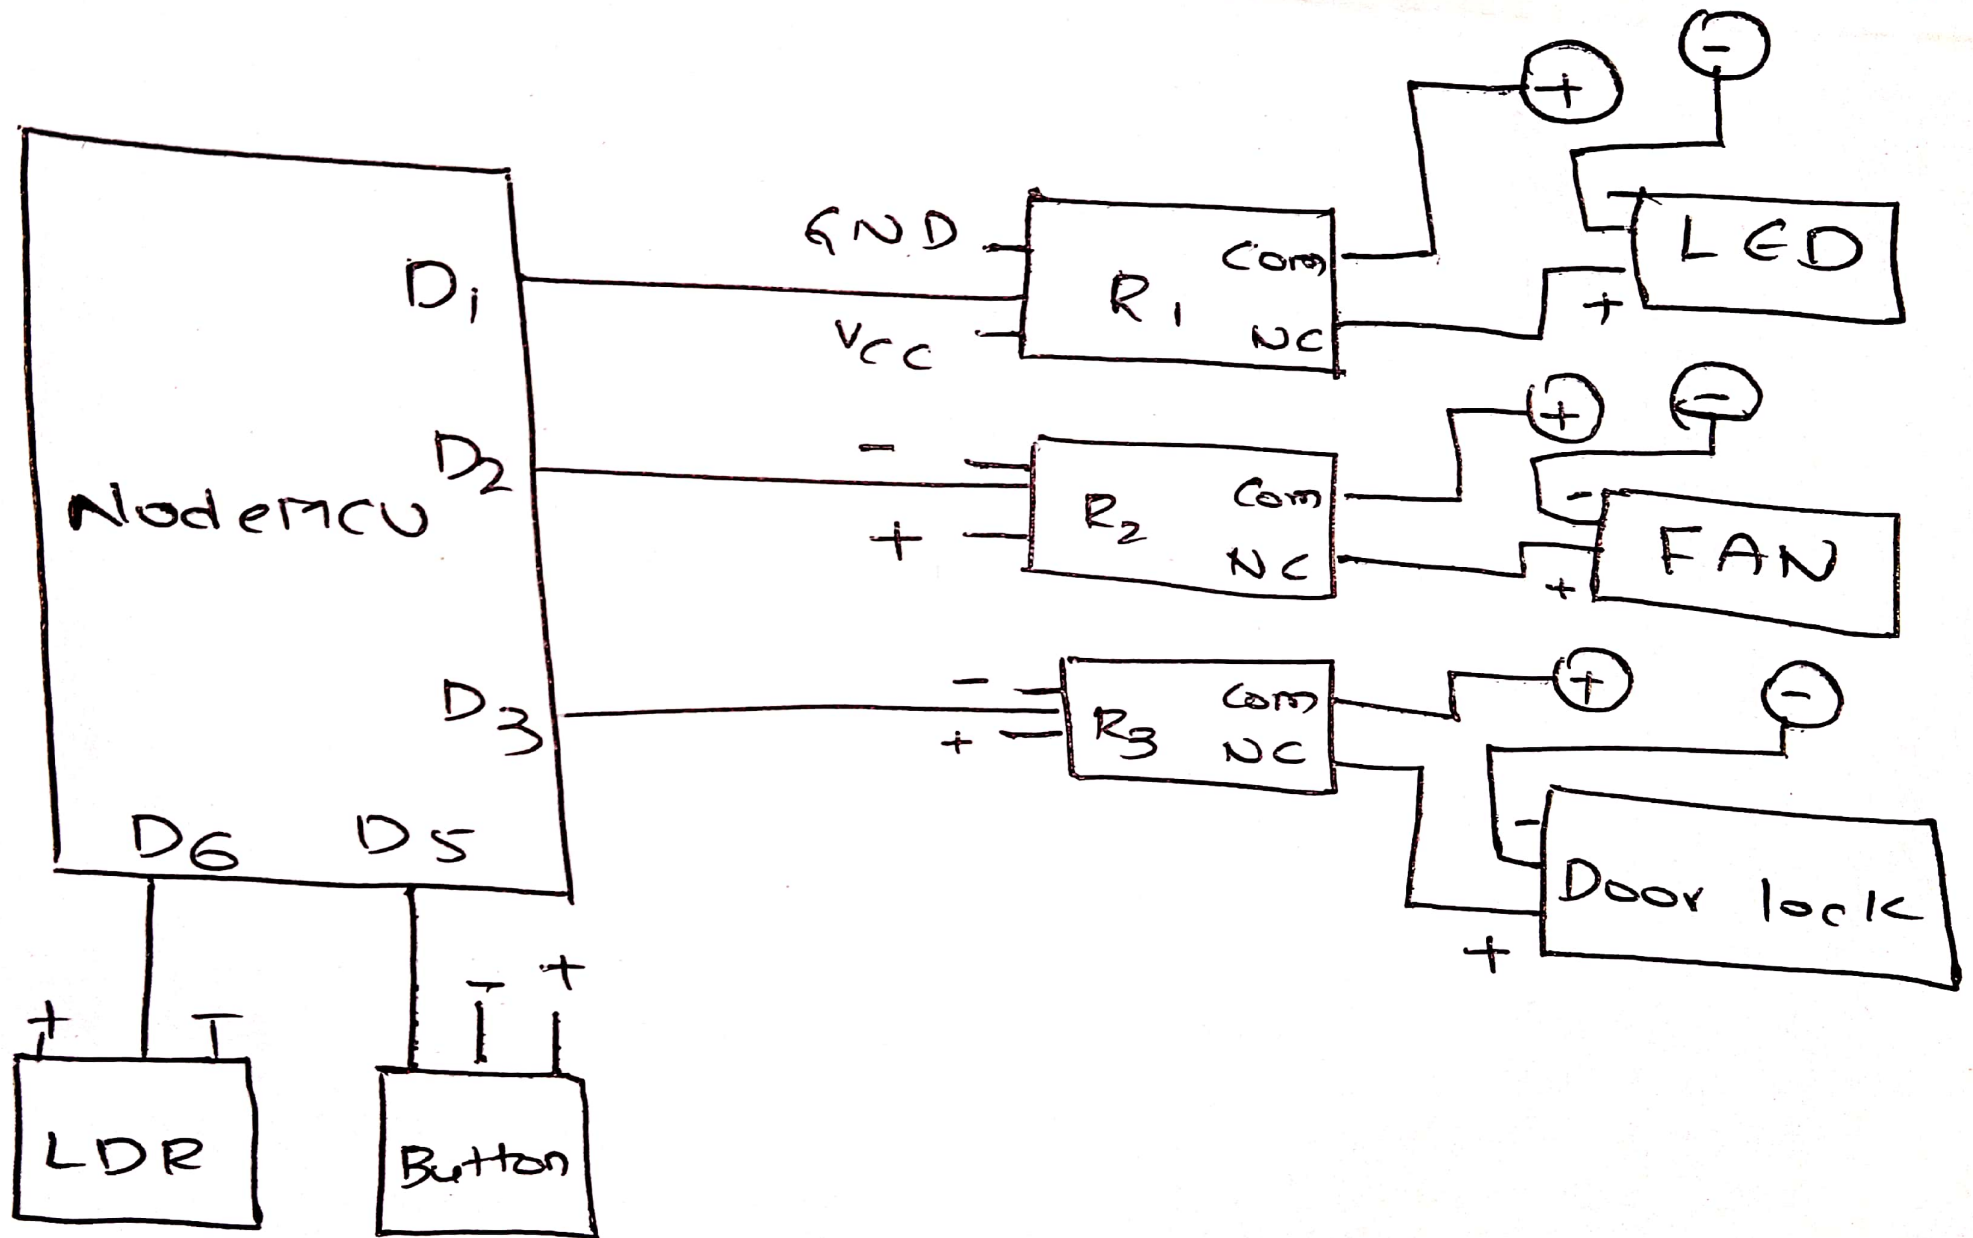 +
-
GND
Com
LED
D1
R1
Vcc
NC
+
+
-
-
D2
Com
-
R2
FAN
NodeMCU
+
NC
+
+
-
D3
-
Com
R3
+
NC
-
Door lock
+
D6
D5
+
-
-
+
LDR
Button